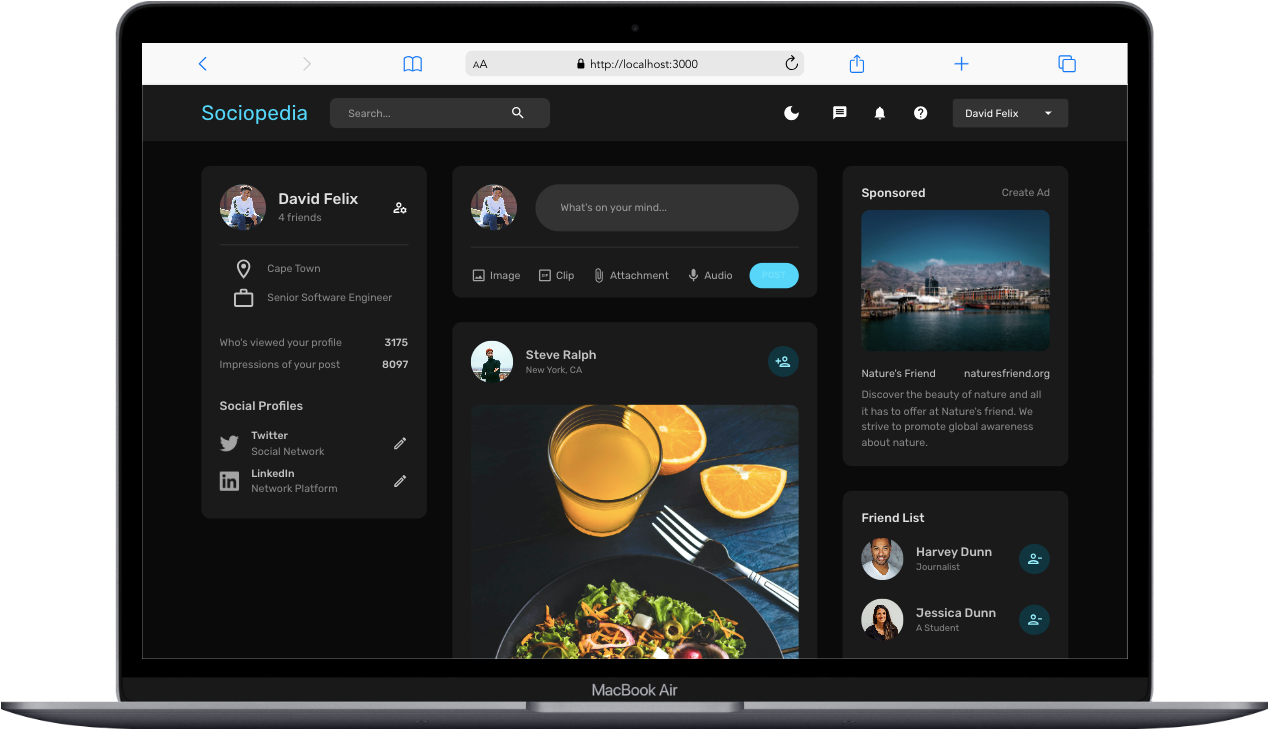 AA
http://localhost:3000
Sociopedia
Search...
David Felix
David Felix
4 friends
Cape Town
Senior Software Engineer
Who's viewed your profile 3175
Impressions of your post 8097
Social Profiles
Twitter
Social Network
LinkedIn
Network Platform
What's on your mind...
Image
Clip
Attachment
Audio
POST
Steve Ralph
New York, CA
Sponsored
Create Ad
Nature's Friend
naturesfriend.org
Discover the beauty of nature and all
it has to offer at Nature's friend. We
strive to promote global awareness
about nature.
Friend List
Harvey Dunn
Journalist
Jessica Dunn
A Student
MacBook Air